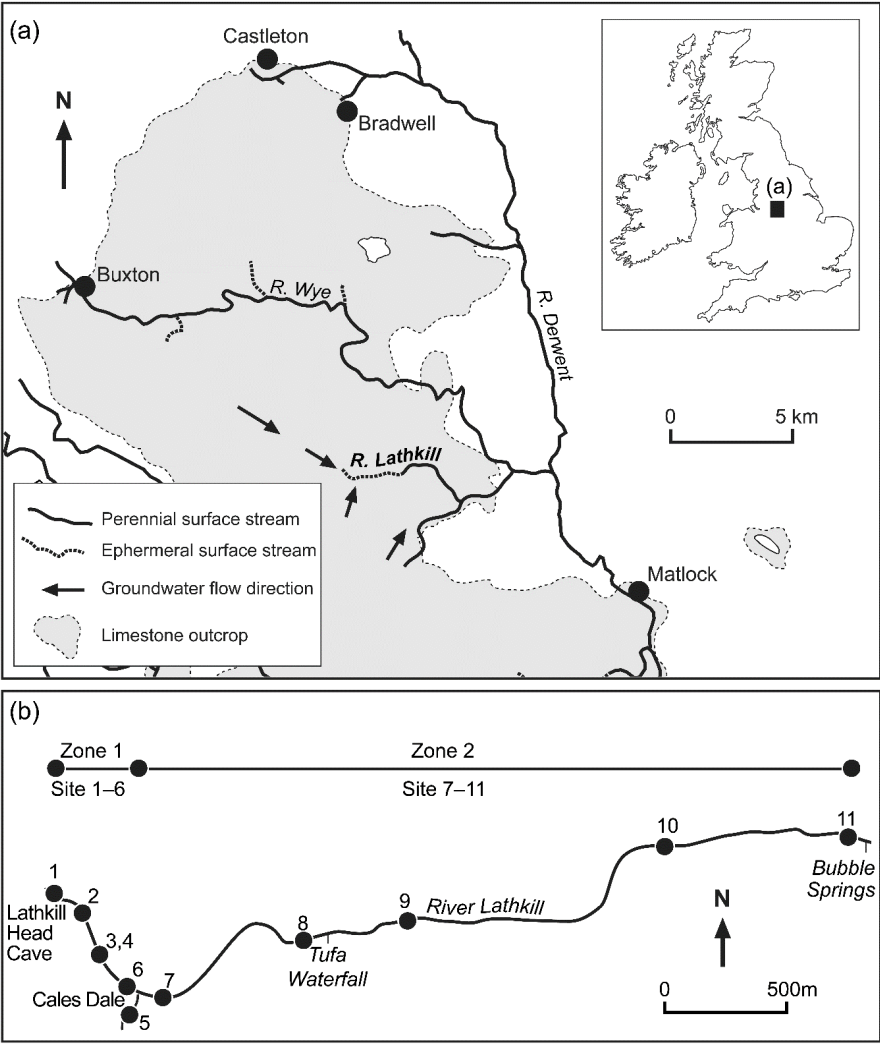 (a)
Castleton
N
Bradwell
(a)
Buxton
R. Wye
R. Derwent
0 5 km
R. Lathkill
Perennial surface stream
Ephermeral surface stream
Groundwater flow direction
Limestone outcrop
Matlock
(b)
Zone 1
Zone 2
Site 1–6
Site 7–11
1
2
Lathkill
Head
Cave
3,4
6
7
Cales Dale
5
8
Tufa
Waterfall
9
River Lathkill
10
11
Bubble
Springs
N
0 500m